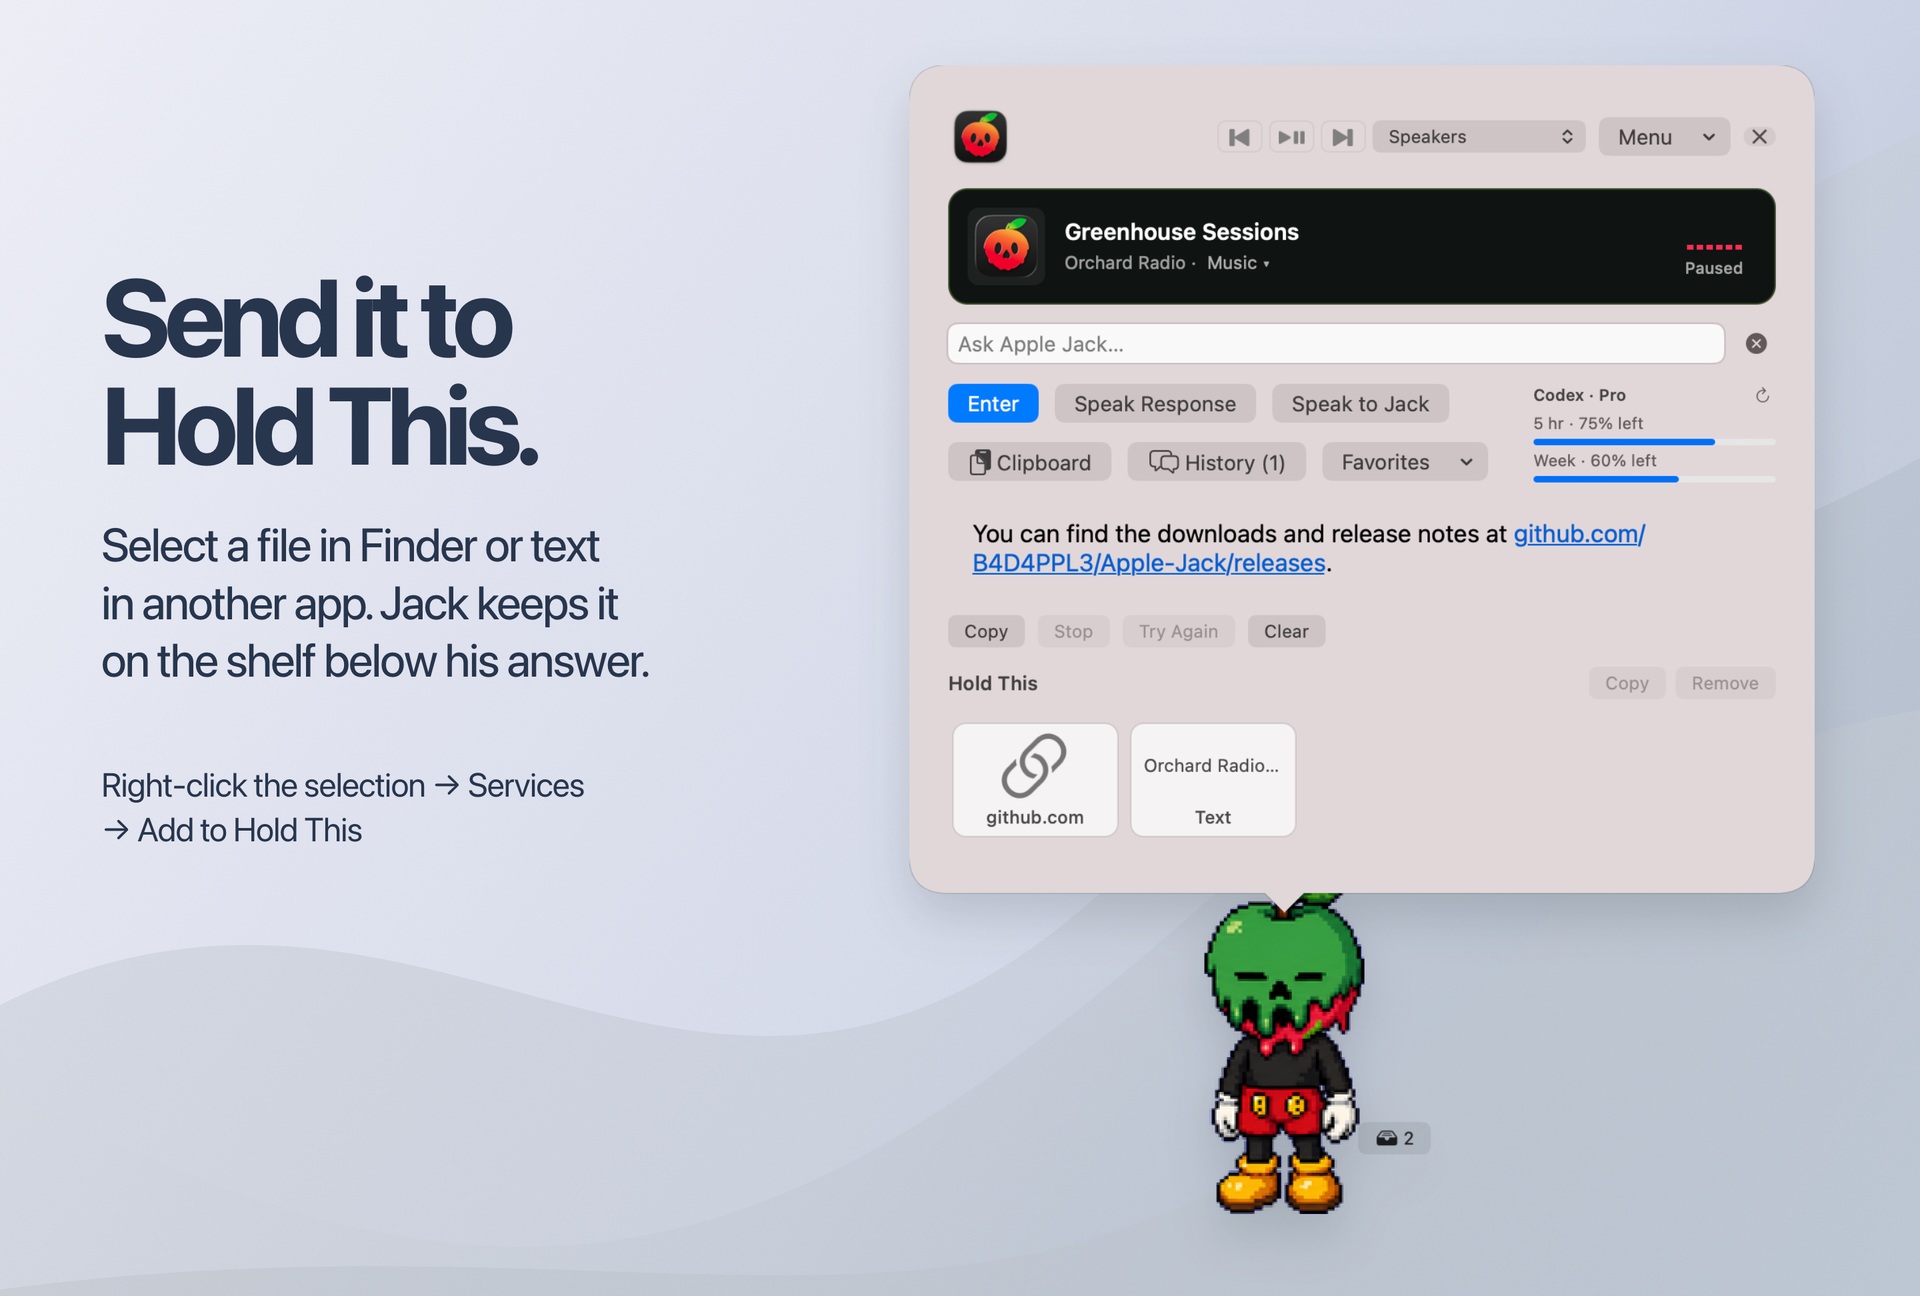 Send it to
Hold This.
Select a file in Finder or text
in another app. Jack keeps it
on the shelf below his answer.
Right-click the selection → Services
→ Add to Hold This
Speakers
Menu
Greenhouse Sessions
Orchard Radio · Music ▾
Paused
Ask Apple Jack...
Enter
Speak Response
Speak to Jack
Clipboard
History (1)
Favorites
Codex · Pro
5 hr · 75% left
Week · 60% left
You can find the downloads and release notes at github.com/
B4D4PPL3/Apple-Jack/releases.
Copy
Stop
Try Again
Clear
Hold This
Copy
Remove
github.com
Orchard Radio...
Text
2